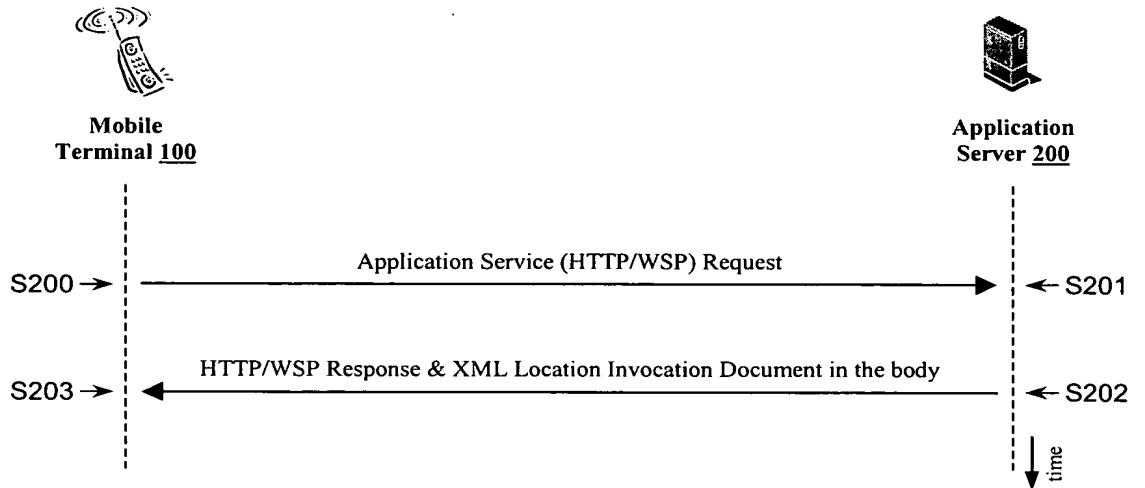 Mobile
Terminal 100
Application
Server 200
Application Service (HTTP/WSP) Request
S200
S201
HTTP/WSP Response & XML Location Invocation Document in the body
S203
S202
time